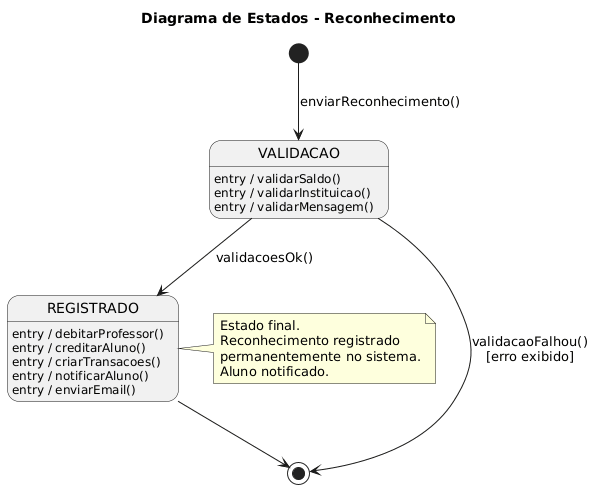 Diagrama de Estados - Reconhecimento
enviarReconhecimento()
VALIDACAO
entry / validarSaldo()
entry / validarInstituicao()
entry / validarMensagem()
validacoesOk()
REGISTRADO
entry / debitarProfessor()
entry / creditarAluno()
entry / criarTransacoes()
entry / notificarAluno()
entry / enviarEmail()
Estado final.
Reconhecimento registrado
permanentemente no sistema.
Aluno notificado.
validacaoFalhou()
[erro exibido]